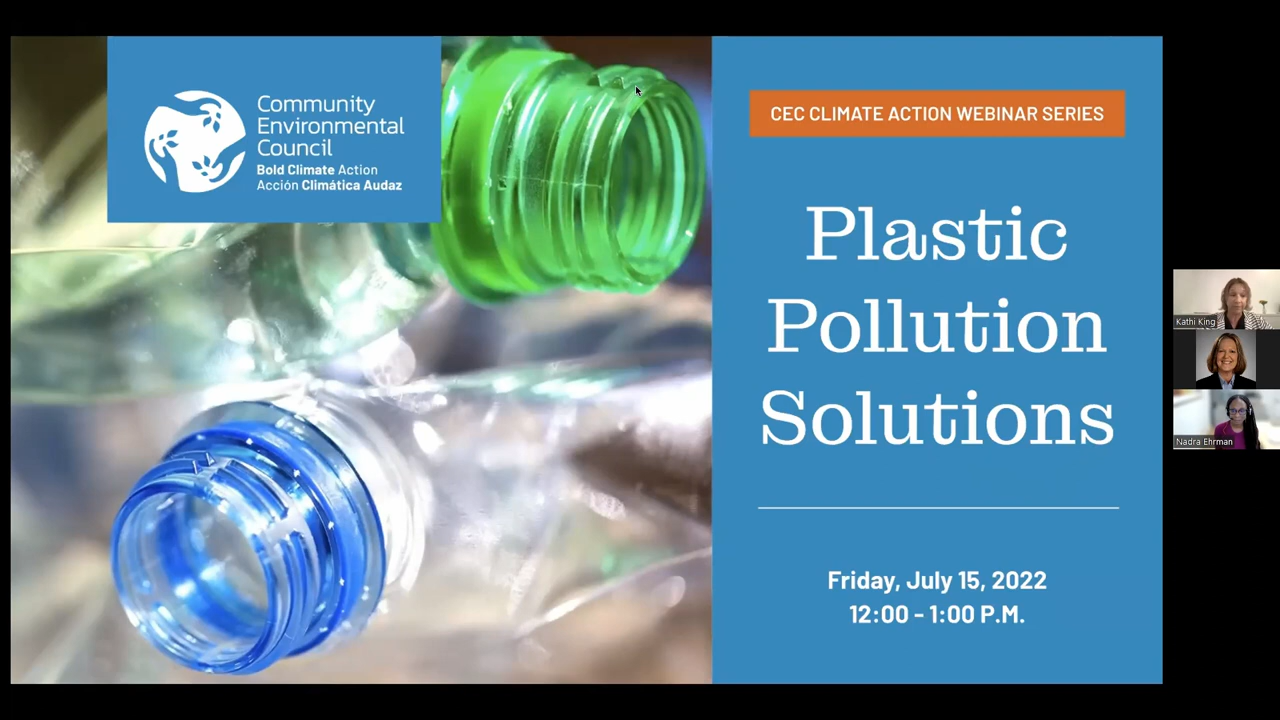 Community
Environmental
Council
Bold Climate Action
Acción Climática Audaz
CEC CLIMATE ACTION WEBINAR SERIES
Plastic
Pollution
Solutions
Friday, July 15, 2022
12:00 – 1:00 P.M.
Kathi King
Nadra Ehrman